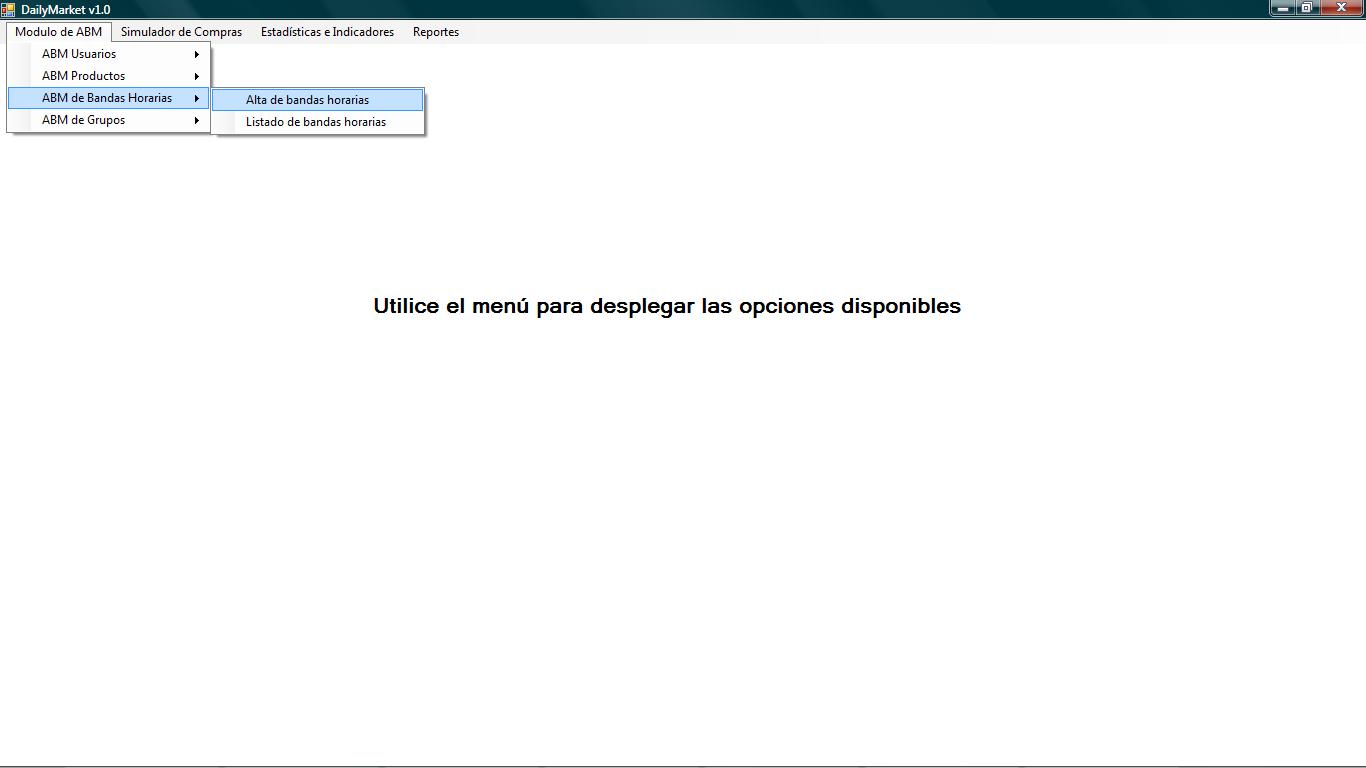 DailyMarket v1.0
Modulo de ABM Simulador de Compras Estadísticas e Indicadores Reportes
ABM Usuarios
ABM Productos
ABM de Bandas Horarias
ABM de Grupos
Alta de bandas horarias
Listado de bandas horarias
Utilice el menú para desplegar las opciones disponibles